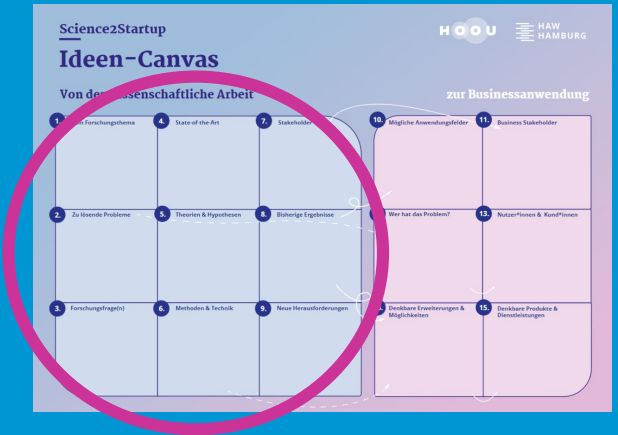 Science2Startup
HOOU
HAW
HAMBURG
Ideen-Canvas
Von de ssenschaftliche Arbeit
zur Businessanwendung
1. Forschungsthema
4. State-of-the-Art
7. Stakeholder
10. Mögliche Anwendungsfelder
11. Business Stakeholder
2. Zu lösende Probleme
5. Theorien & Hypothesen
8. Bisherige Ergebnisse
Wer hat das Problem?
13. Nutzer*innen & Kund*innen
3. Forschungsfrage(n)
6. Methoden & Technik
9. Neue Herausforderungen
Denkbare Erweiterungen &
Möglichkeiten
15. Denkbare Produkte &
Dienstleistungen